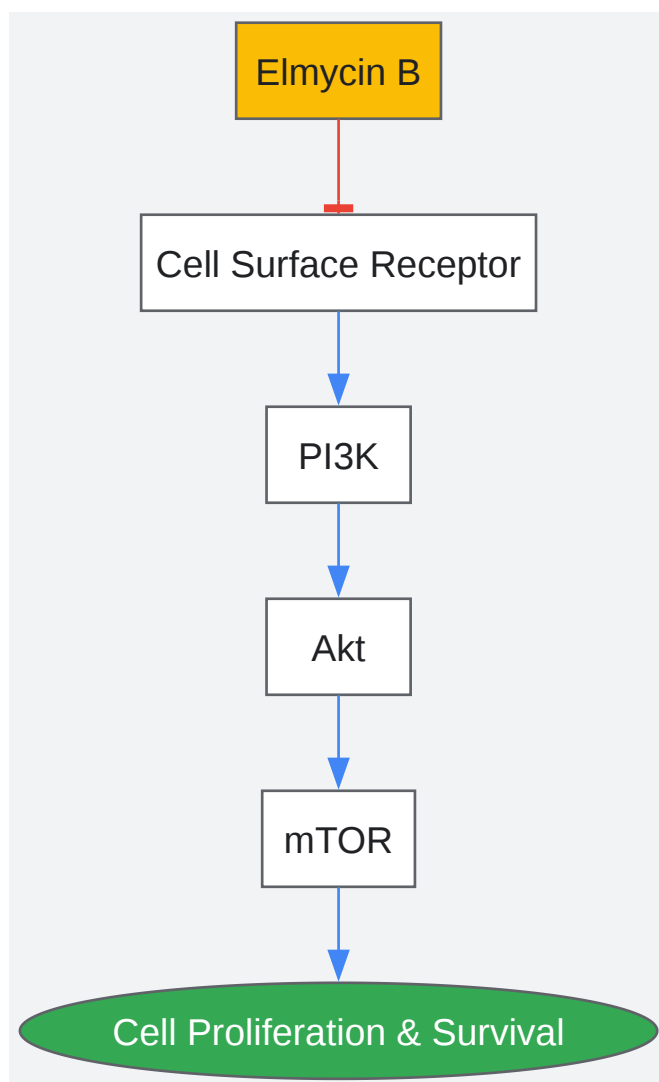 Elmycin B
Cell Surface Receptor
PI3K
Akt
mTOR
Cell Proliferation & Survival